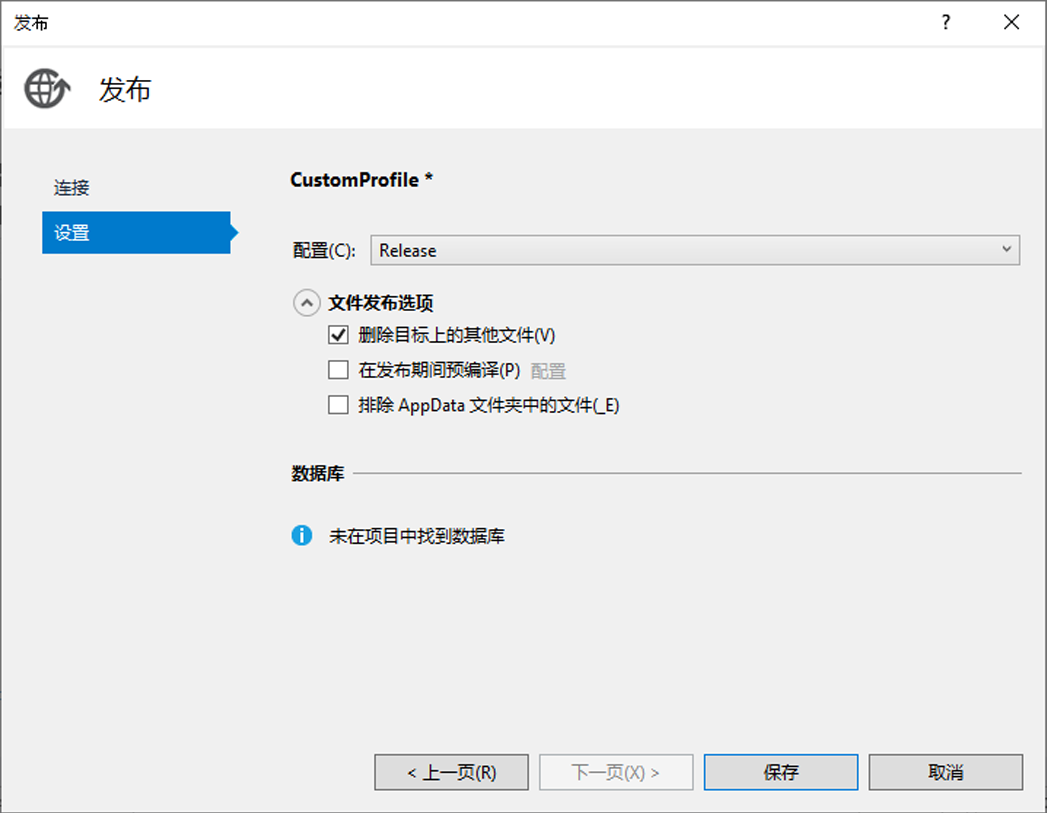 发布
?
发布
连接
设置
CustomProfile *
配置(C): Release
文件发布选项
删除目标上的其他文件(V)
在发布期间预编译(P) 配置
排除 AppData 文件夹中的文件(_E)
数据库
未在项目中找到数据库
< 上一页(R) 下一页(X) > 保存 取消